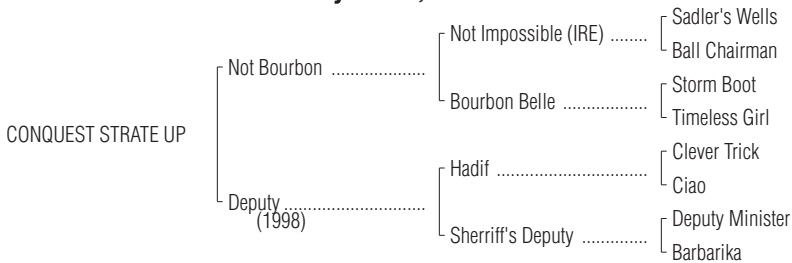 Sadler's Wells
Not Impossible (IRE) ........
Ball Chairman
Not Bourbon ......................
Storm Boot
Bourbon Belle ....................
Timeless Girl
CONQUEST STRATE UP
Clever Trick
Hadif ...................................
Ciao
Deputy .................................
(1998)
Deputy Minister
Sherriff's Deputy ...............
Barbarika